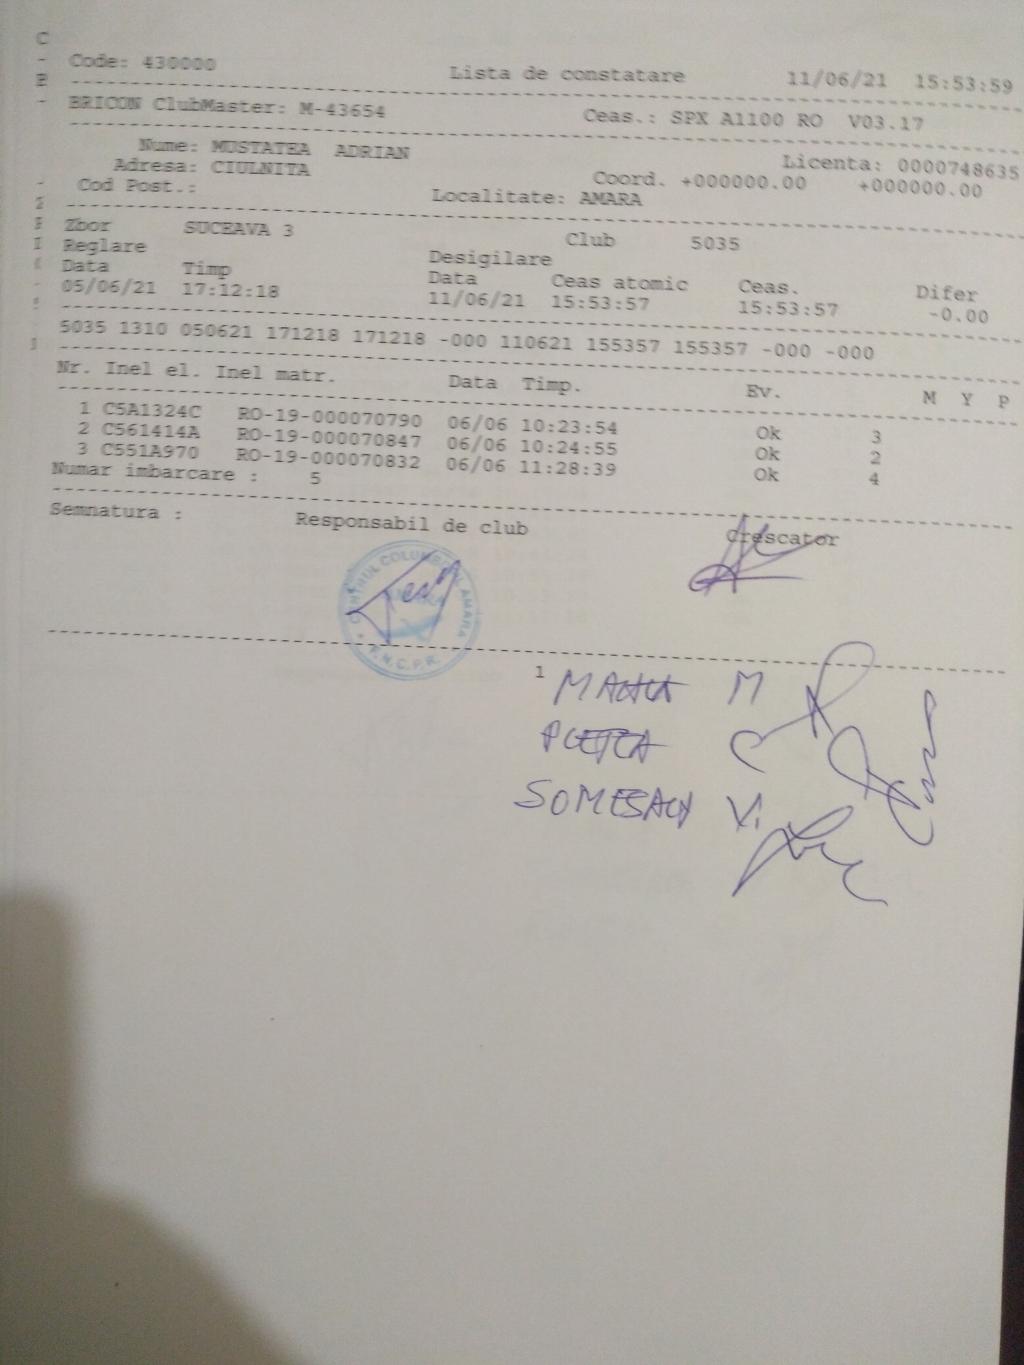 Code: 430000 Lista de constatare 11/06/21 15:53:59
BRICON ClubMaster: M-43654 Ceas.: SPX A1100 RO V03.17
Nume: MUSTATEA ADRIAN Licenta: 0000748635
Adresa: CIULNITA Coord. +000000.00 +000000.00
Cod Post.: Localitate: AMARA
Zbor SUCEAVA 3 Club 5035
Reglare Desigilare
Data Timp Data Ceas atomic Ceas. Difer
05/06/21 17:12:18 11/06/21 15:53:57 15:53:57 -0.00
5035 1310 050621 171218 171218 -000 110621 155357 155357 -000 -000
Nr. Inel el. Inel matr. Data Timp. Ev. M Y P
1 C5A1324C RO-19-000070790 06/06 10:23:54 Ok 3
2 C561414A RO-19-000070847 06/06 10:24:55 Ok 2
3 C551A970 RO-19-000070832 06/06 11:28:39 Ok 4
Numar imbarcare : 5
Semnatura : Responsabil de club Crescator
AMARA
F.N.C.P.R.
1
M
C
V.